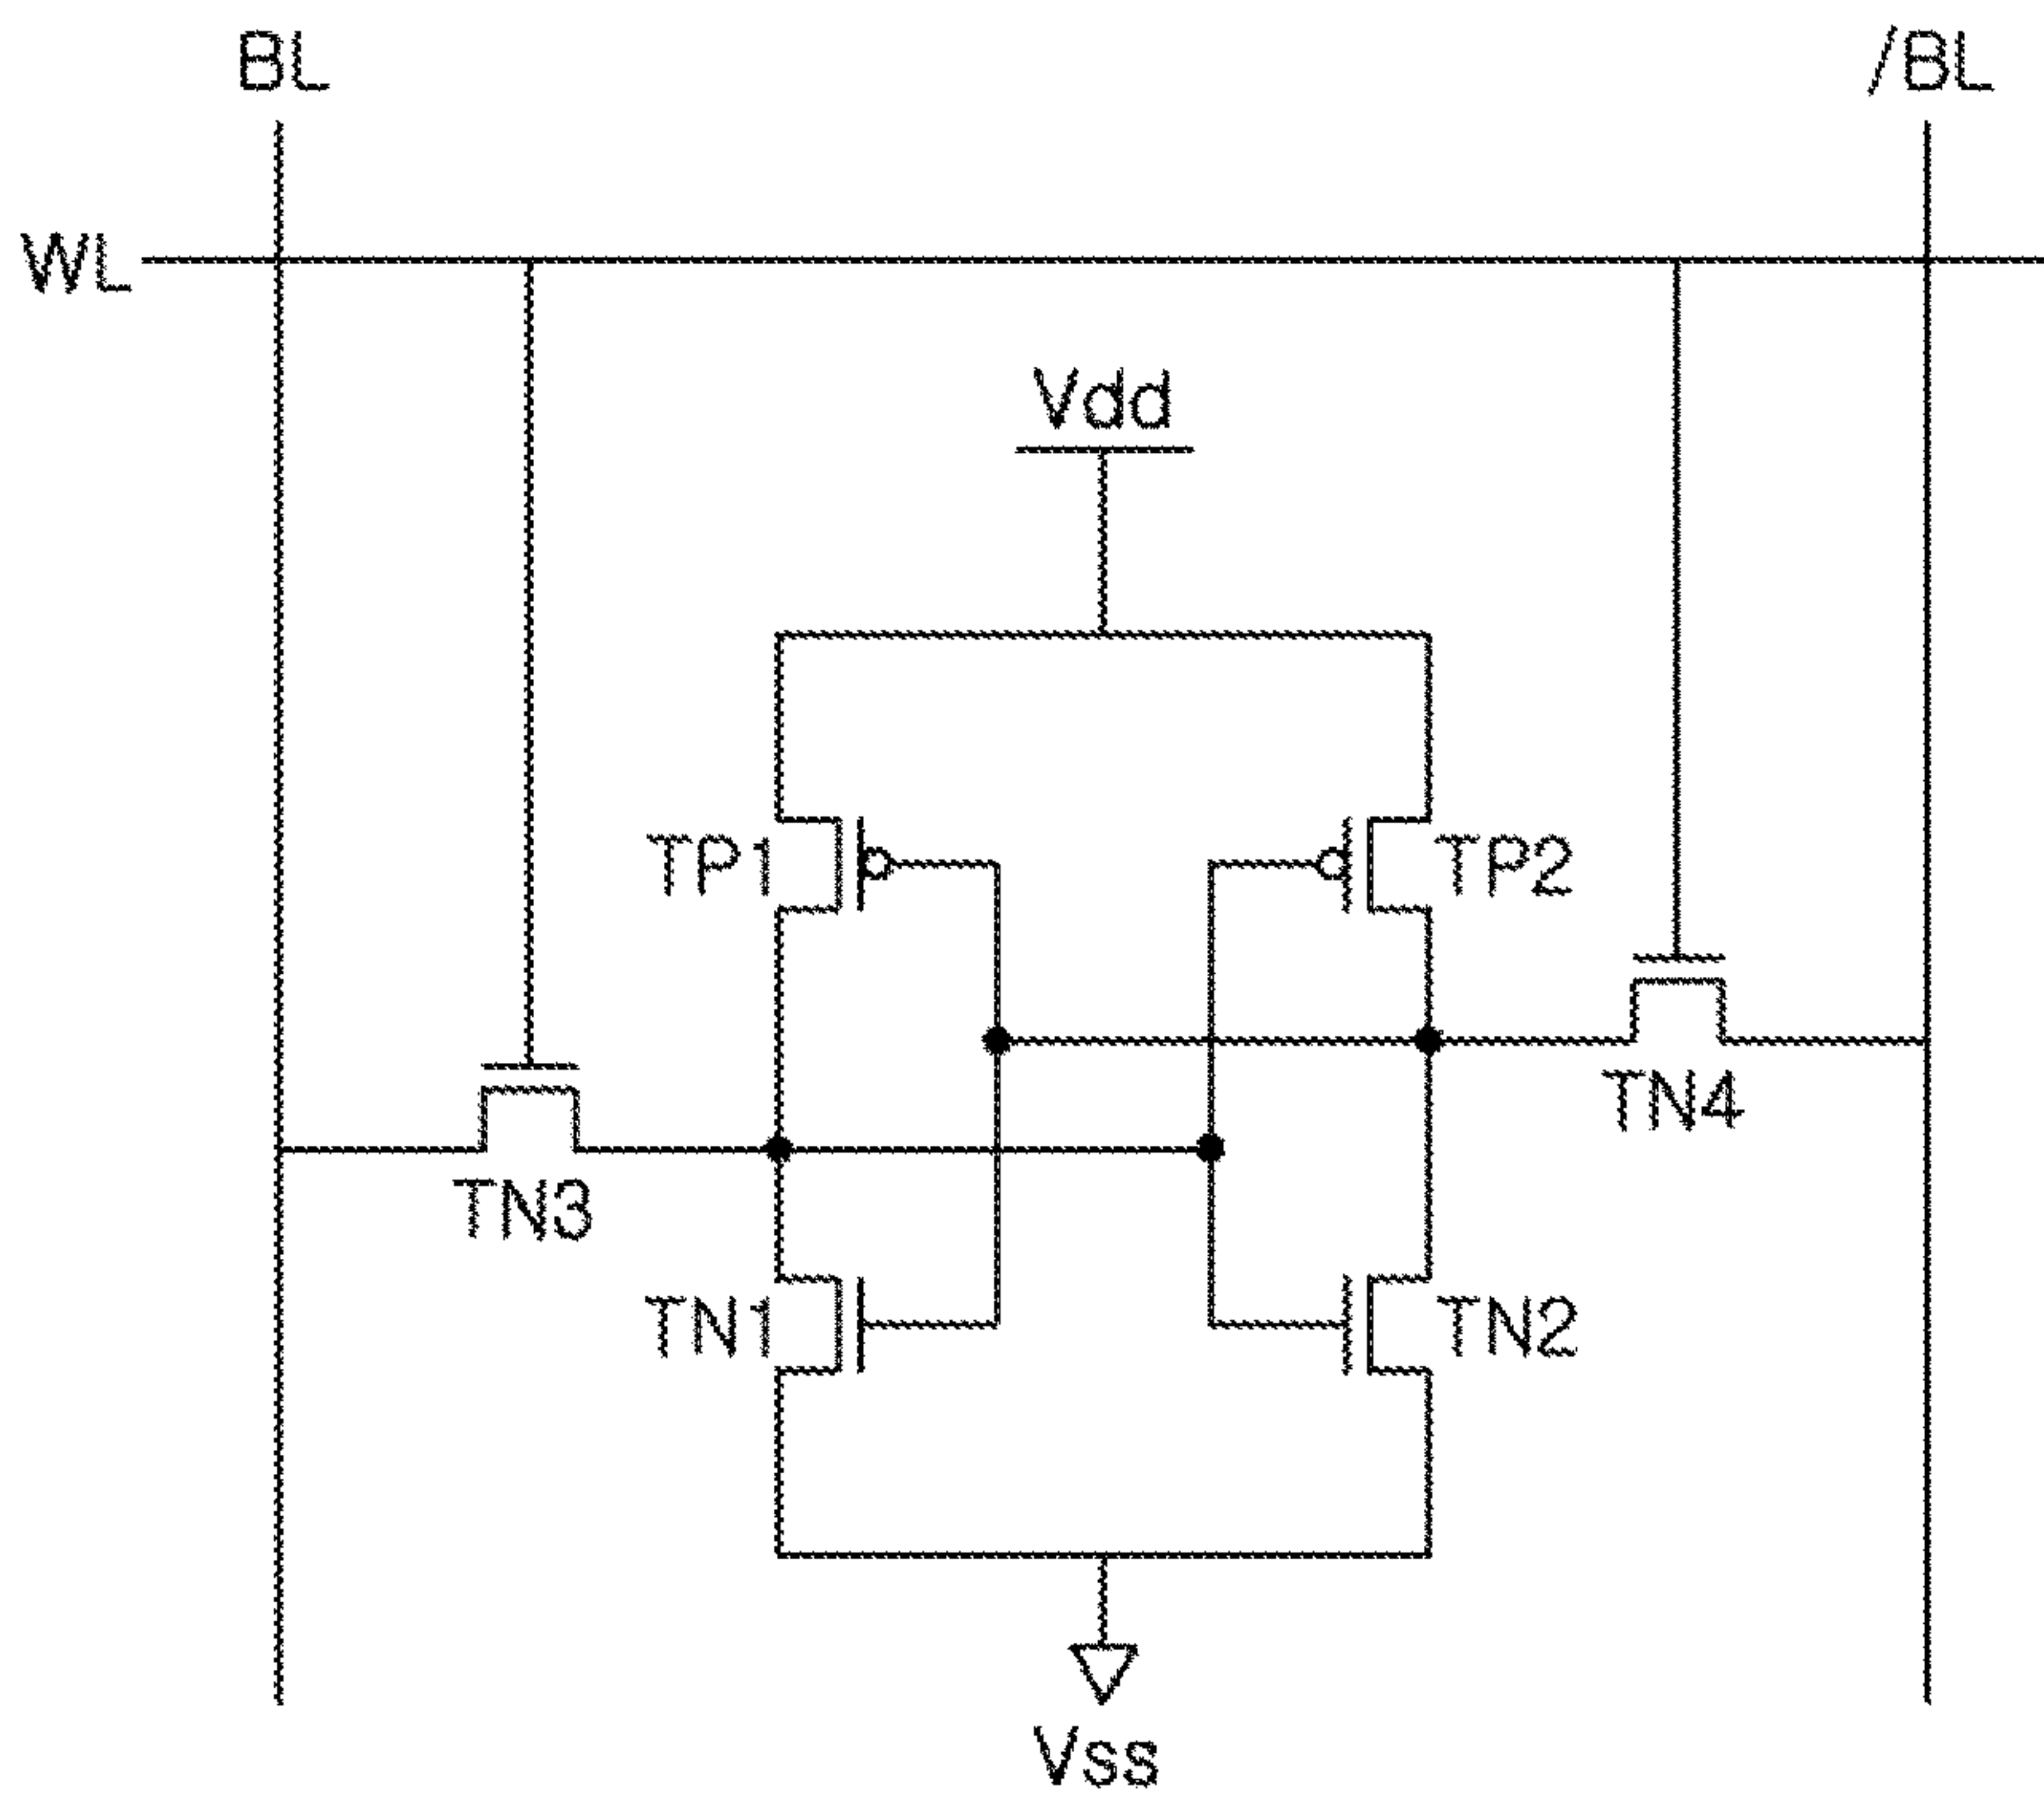 BL
/BL
WL
Vdd
TP1
TP2
TN4
TN3
TN1
TN2
Vss